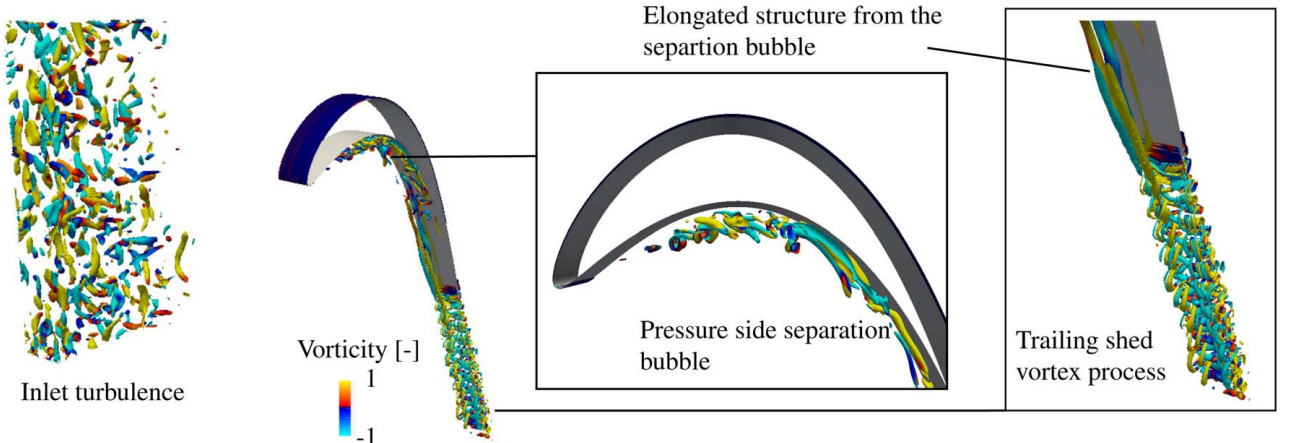 Elongated structure from the
separtion bubble
Pressure side separation
bubble
Trailing shed
vortex process
Vorticity [-]
1
-1
Inlet turbulence